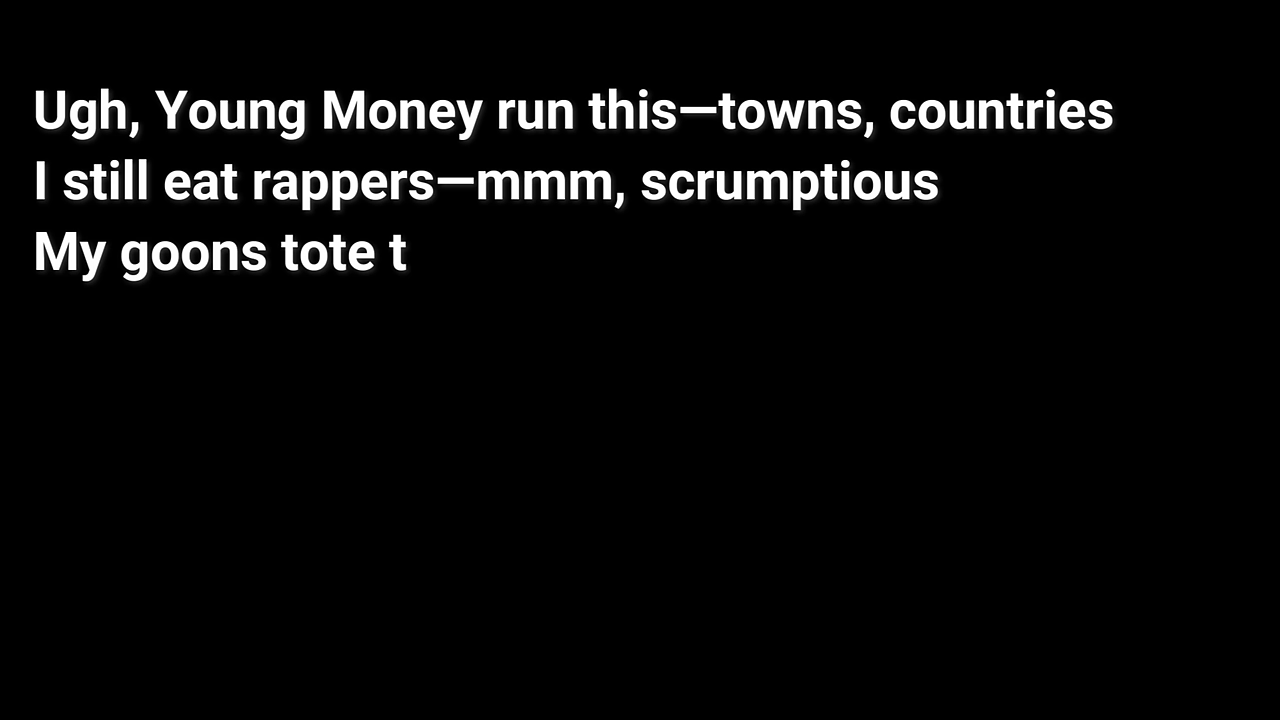 Ugh, Young Money run this—towns, countries
I still eat rappers—mmm, scrumptious
My goons tote t